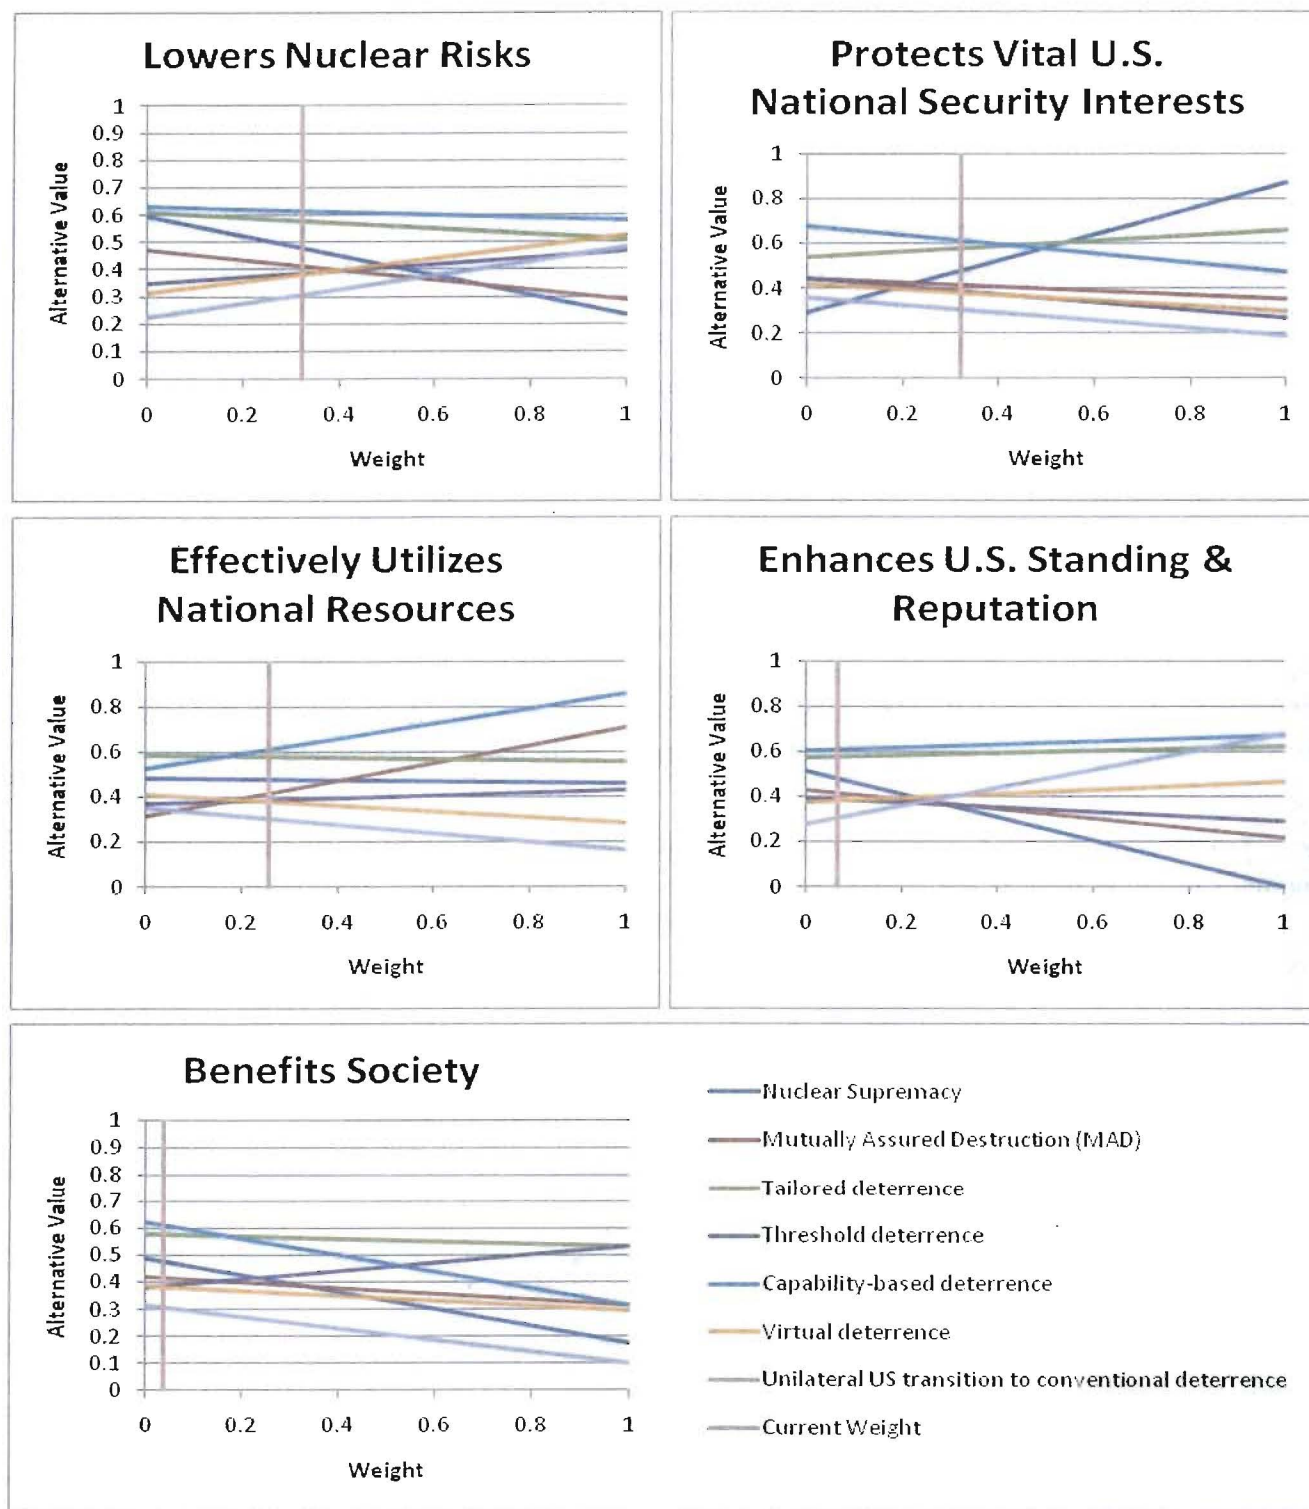 Lowers Nuclear Risks
1
0.9
0.8
0.7
0.6
0.5
0.4
0.3
0.2
0.1
0
Alternative Value
0 0.2 0.4 0.6 0.8 1
Weight
Protects Vital U.S.
National Security Interests
1
0.8
0.6
0.4
0.2
0
Alternative Value
0 0.2 0.4 0.6 0.8 1
Weight
Effectively Utilizes
National Resources
1
0.8
0.6
0.4
0.2
0
Alternative Value
0 0.2 0.4 0.6 0.8 1
Weight
Enhances U.S. Standing &
Reputation
1
0.8
0.6
0.4
0.2
0
Alternative Value
0 0.2 0.4 0.6 0.8 1
Weight
Benefits Society
1
0.9
0.8
0.7
0.6
0.5
0.4
0.3
0.2
0.1
0
Alternative Value
0 0.2 0.4 0.6 0.8 1
Weight
Nuclear Supremacy
Mutually Assured Destruction (MAD)
Tailored deterrence
Threshold deterrence
Capability-based deterrence
Virtual deterrence
Unilateral US transition to conventional deterrence
Current Weight